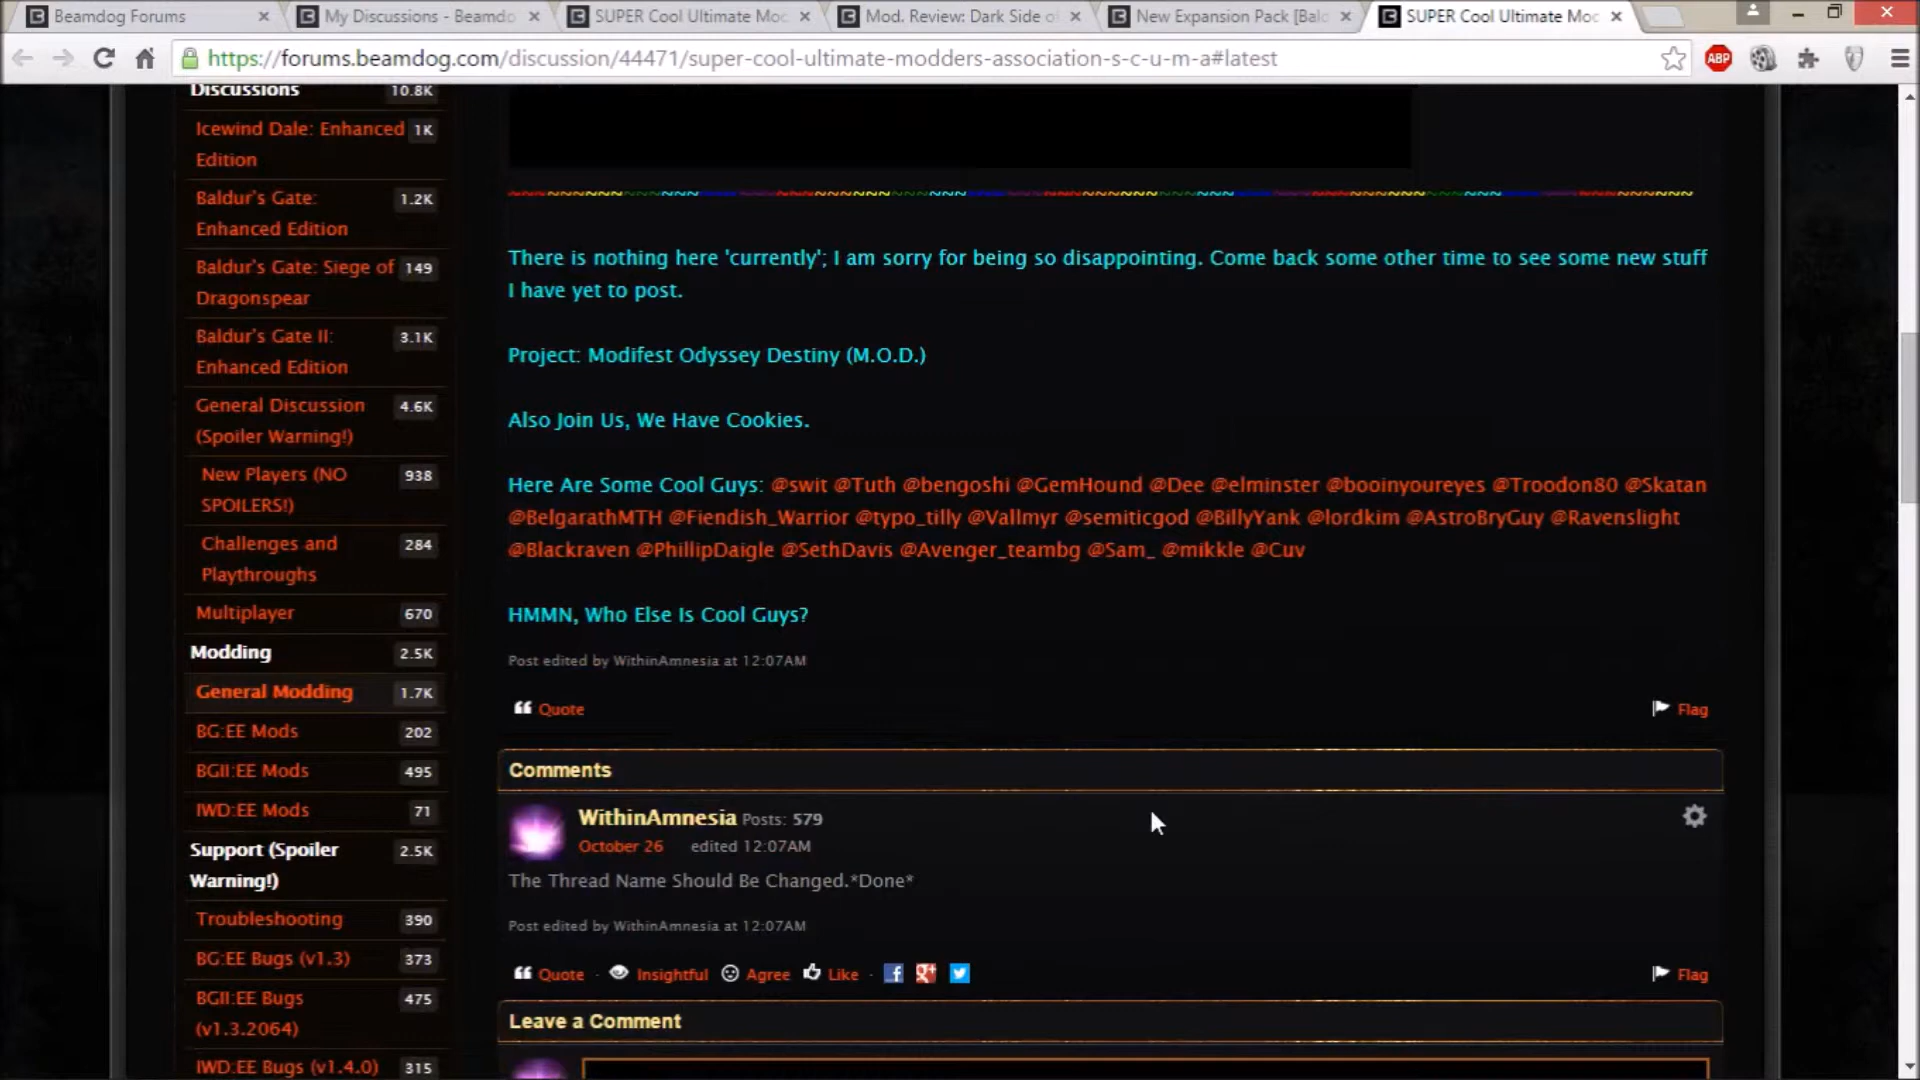 Beamdog Forums
My Discussions - Beamdo
SUPER Cool Ultimate Mod
Mod. Review: Dark Side of
New Expansion Pack [Bald
SUPER Cool Ultimate Mod
https://forums.beamdog.com/discussion/44471/super-cool-ultimate-modders-association-s-c-u-m-a#latest
ABP
Discussions 10.8K
Icewind Dale: Enhanced 1K
Edition
Baldur's Gate: 1.2K
Enhanced Edition
Baldur's Gate: Siege of 149
Dragonspear
Baldur's Gate II: 3.1K
Enhanced Edition
General Discussion 4.6K
(Spoiler Warning!)
New Players (NO 938
SPOILERS!)
Challenges and 284
Playthroughs
Multiplayer 670
Modding 2.5K
General Modding 1.7K
BG:EE Mods 202
BGII:EE Mods 495
IWD:EE Mods 71
Support (Spoiler 2.5K
Warning!)
Troubleshooting 390
BG:EE Bugs (v1.3) 373
BGII:EE Bugs 475
(v1.3.2064)
IWD:EE Bugs (v1.4.0) 315
There is nothing here 'currently'; I am sorry for being so disappointing. Come back some other time to see some new stuff
I have yet to post.
Project: Modifest Odyssey Destiny (M.O.D.)
Also Join Us, We Have Cookies.
Here Are Some Cool Guys: @swit @Tuth @bengoshi @GemHound @Dee @elminster @booinyoureyes @Troodon80 @Skatan
@BelgarathMTH @Fiendish_Warrior @typo_tilly @Vallmyr @semiticgod @BillyYank @lordkim @AstroBryGuy @Ravenslight
@Blackraven @PhillipDaigle @SethDavis @Avenger_teambg @Sam_ @mikkle @Cuv
HMMN, Who Else Is Cool Guys?
Post edited by WithinAmnesia at 12:07AM
Quote Flag
Comments
WithinAmnesia Posts: 579
October 26 edited 12:07AM
The Thread Name Should Be Changed.*Done*
Post edited by WithinAmnesia at 12:07AM
Quote · Insightful Agree Like · Flag
Leave a Comment